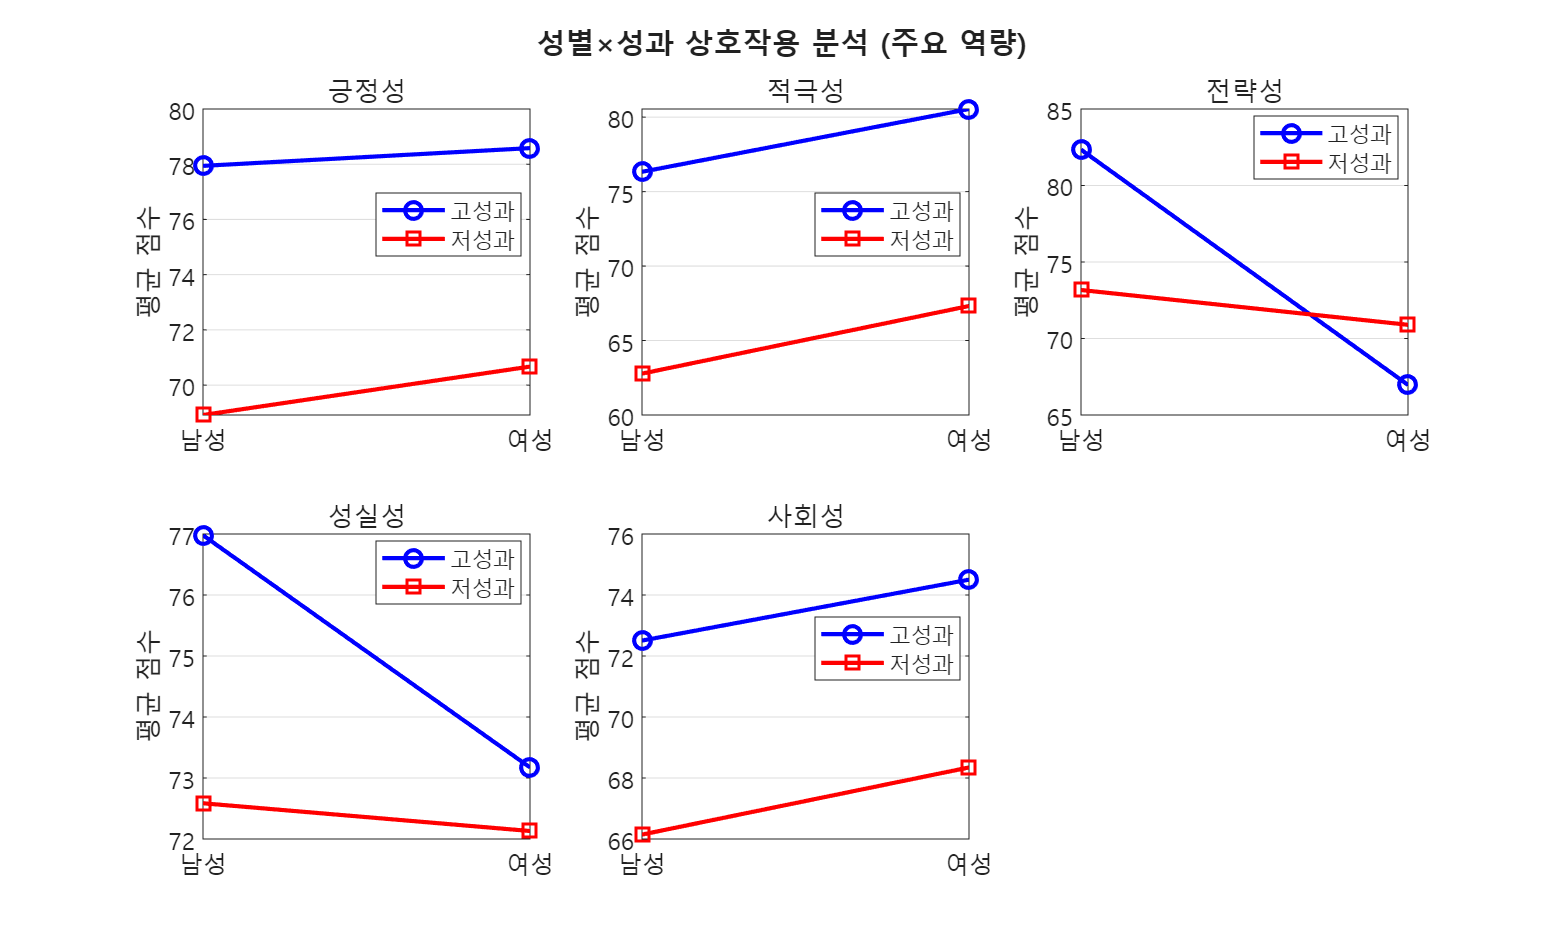 성별×성과 상호작용 분석 (주요 역량)
긍정성
80
78
76
74
72
70
평균 점수
남성 여성
고성과
저성과
적극성
80
75
70
65
60
평균 점수
남성 여성
고성과
저성과
전략성
85
80
75
70
65
평균 점수
남성 여성
고성과
저성과
성실성
77
76
75
74
73
72
평균 점수
남성 여성
고성과
저성과
사회성
76
74
72
70
68
66
평균 점수
남성 여성
고성과
저성과